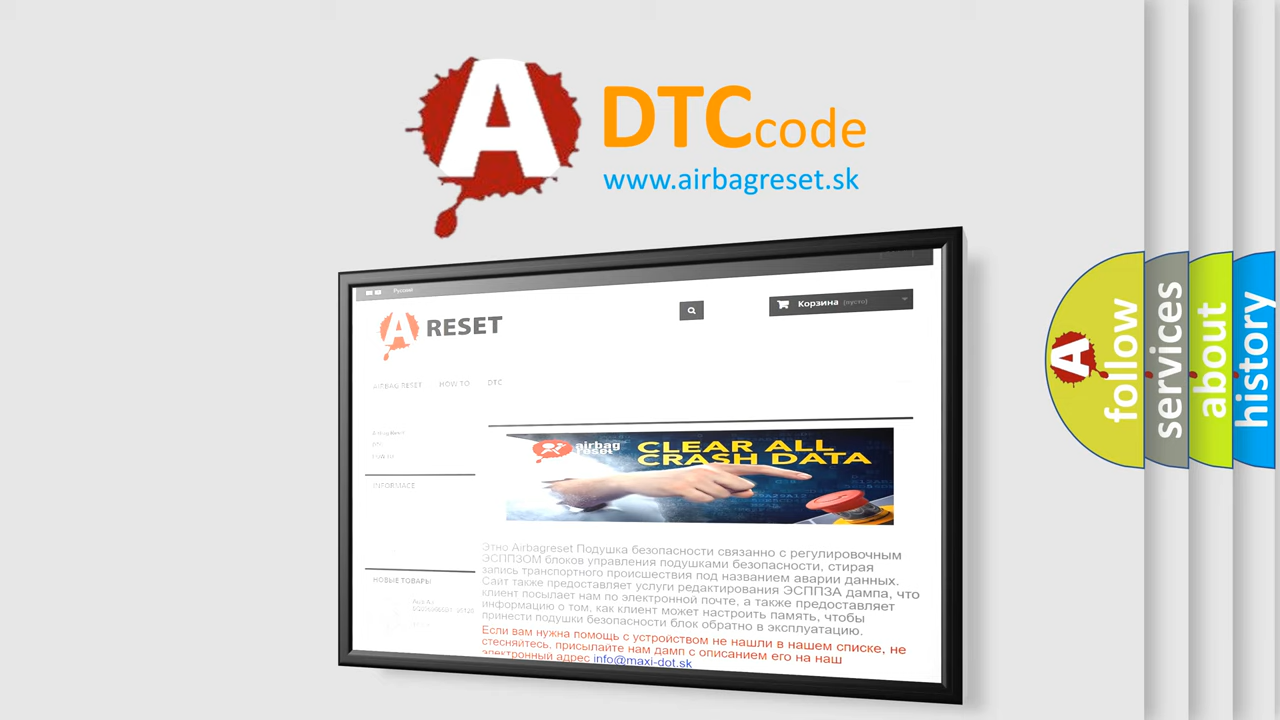 A
DTCcode
www.airbagreset.sk
Русский
A RESET
Корзина (пусто)
AIRBAG RESET HOW TO DTC
DTC
INFORMACE
airbag
reset
CLEAR ALL
CRASH DATA
Этно Airbagreset Подушка безопасности связанно с регулировочным
ЭСППЗОМ блоков управления подушками безопасности, стирая
запись транспортного происшествия под названием аварии данных.
Сайт также предоставляет услуги редактирования ЭСППЗА дампа, что
клиент посылает нам по электронной почте, а также предоставляет
информацию о том, как клиент может настроить память, чтобы
принести подушки безопасности блок обратно в эксплуатацию.
Если вам нужна помощь с устройством не нашли в нашем списке, не
стесняйтесь, присылайте нам дамп с описанием его на наш
электронный адрес info@maxi-dot.sk
НОВЫЕ ТОВАРЫ
A
follow
services
about
history